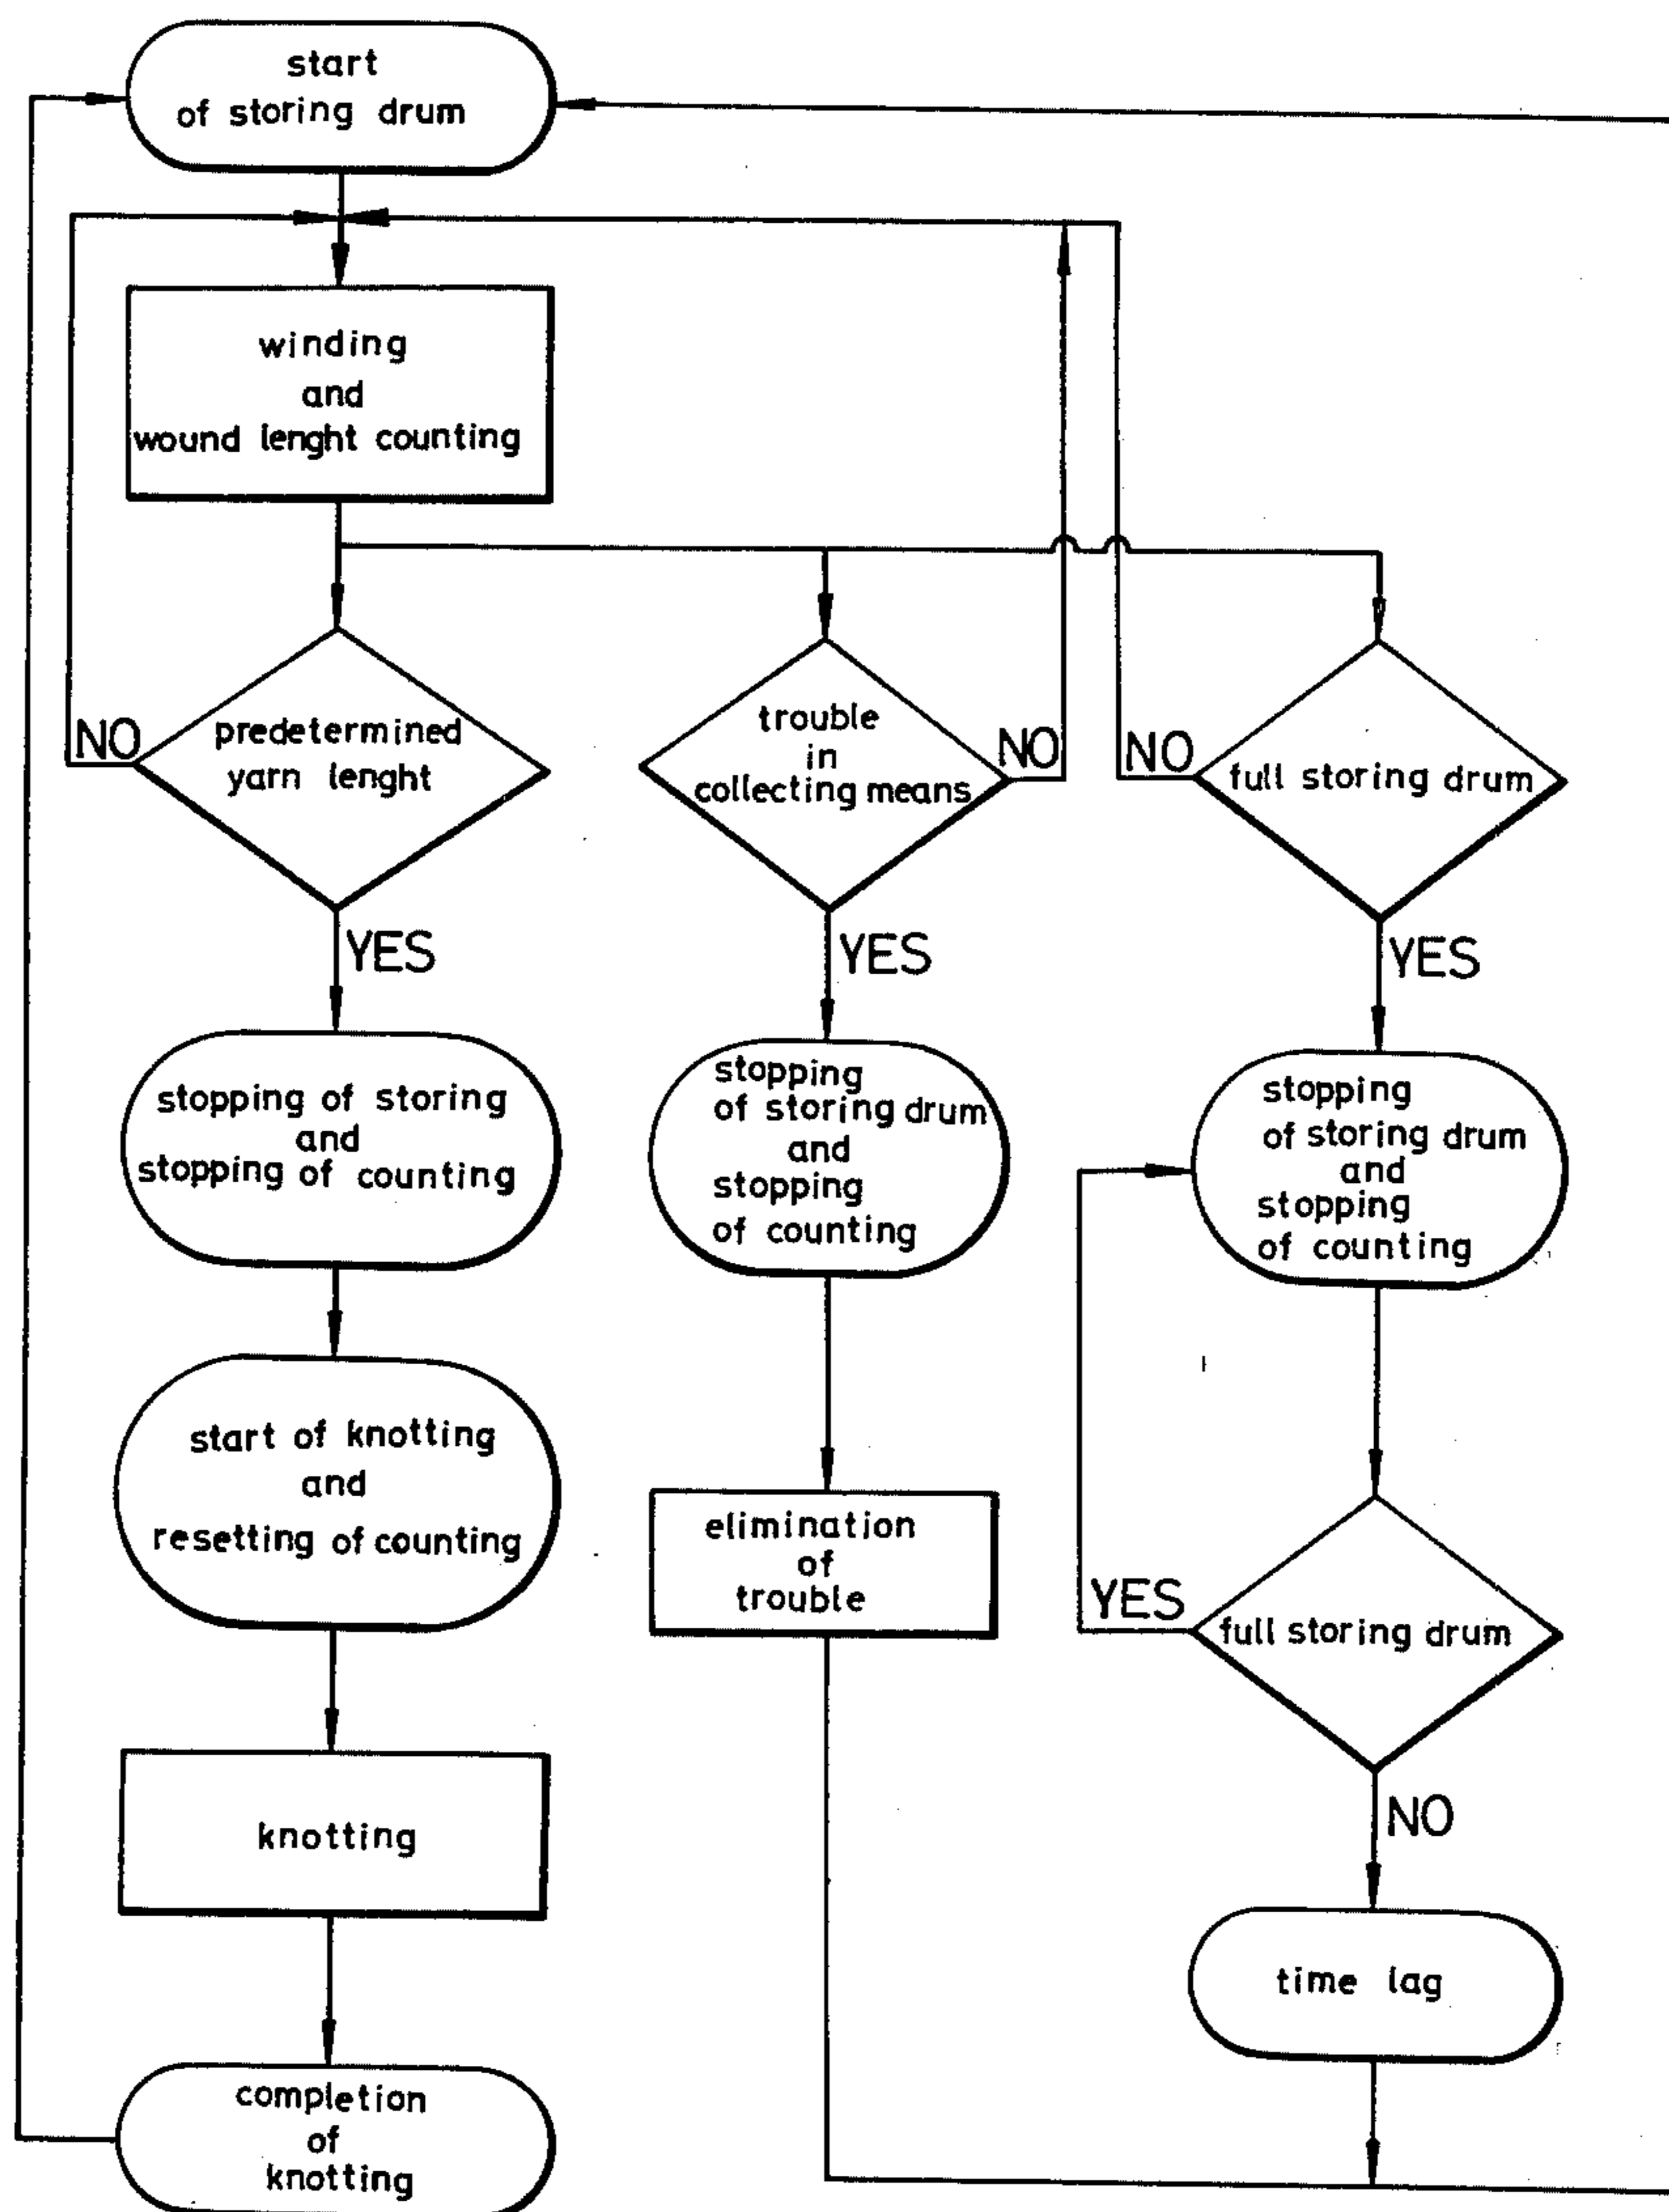 start
of storing drum
winding
and
wound lenght counting
NO
predetermined
yarn lenght
YES
stopping of storing
and
stopping of counting
start of knotting
and
resetting of counting
knotting
completion
of
knotting
trouble
in
collecting means
NO
YES
stopping
of storing drum
and
stopping
of counting
elimination
of
trouble
NO
full storing drum
YES
stopping
of storing drum
and
stopping
of counting
YES
full storing drum
NO
time lag